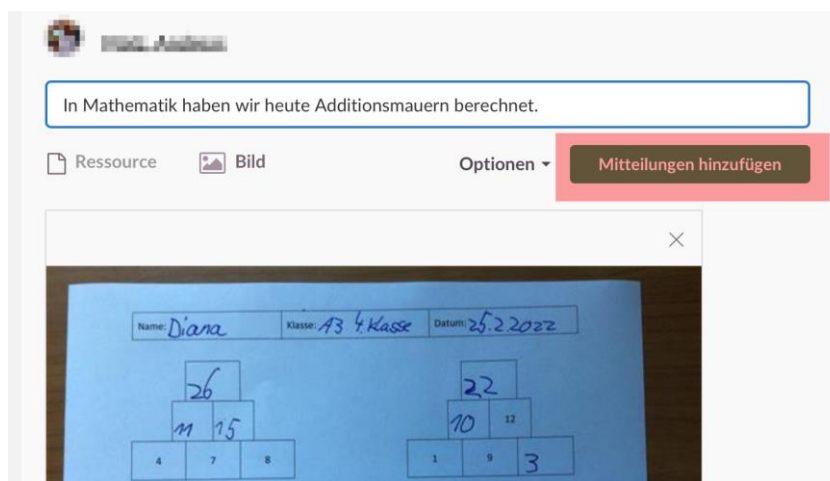 In Mathematik haben wir heute Additionsmauern berechnet.
Ressource Bild Optionen Mitteilungen hinzufügen
Name: Diana Klasse: A3 4. Klasse Datum: 25.2.2022
26 22
11 15 10 12
4 7 8 1 9 3